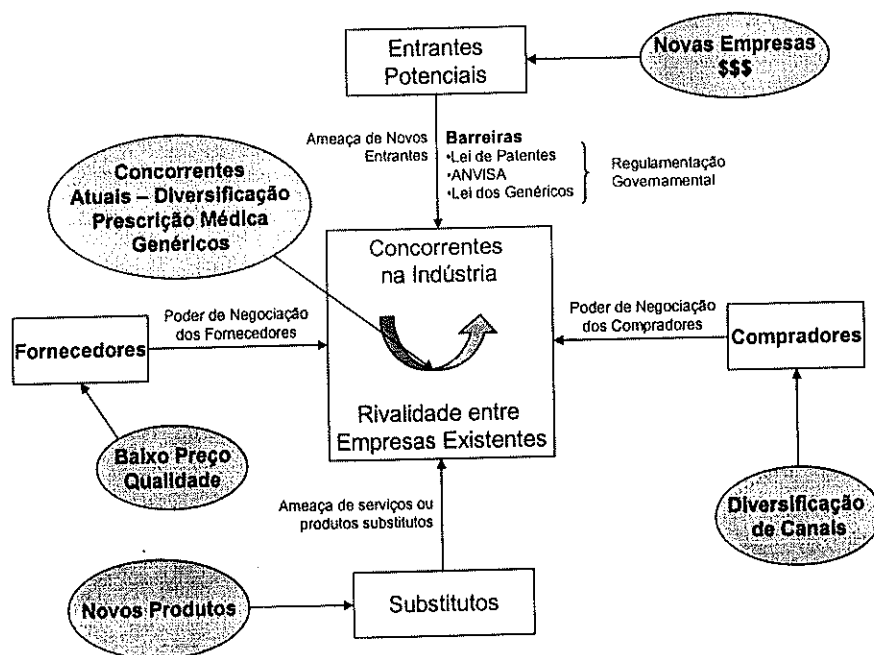 Entrantes
Potenciais
Novas Empresas
$$$
Ameaça de Novos
Entrantes
Barreiras
•Lei de Patentes
•ANVISA
•Lei dos Genéricos
Regulamentação
Governamental
Concorrentes
Atuais – Diversificação
Prescrição Médica
Genéricos
Concorrentes
na Indústria
Poder de Negociação
dos Fornecedores
Fornecedores
Poder de Negociação
dos Compradores
Compradores
Rivalidade entre
Empresas Existentes
Baixo Preço
Qualidade
Ameaça de serviços ou
produtos substitutos
Diversificação
de Canais
Novos Produtos
Substitutos